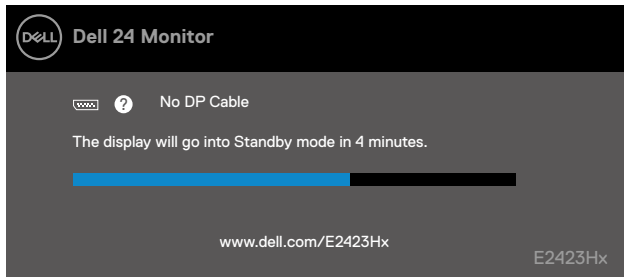 DELL Dell 24 Monitor
? No DP Cable
The display will go into Standby mode in 4 minutes.
www.dell.com/E2423Hx
E2423Hx